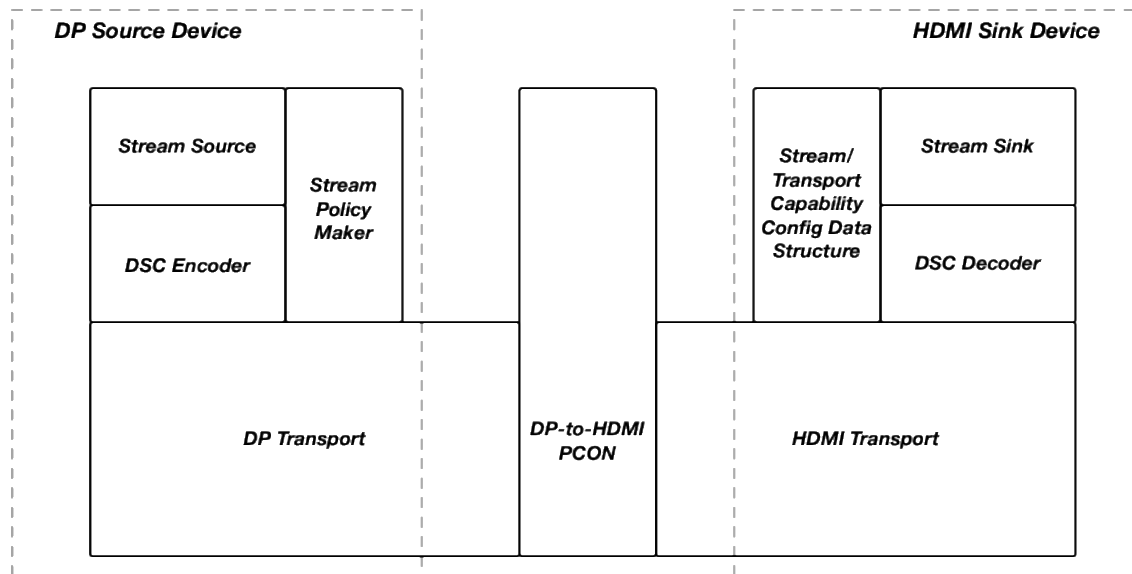 DP Source Device
HDMI Sink Device
Stream Source
Stream
Policy
Maker
DSC Encoder
Stream/
Transport
Capability
Config Data
Structure
Stream Sink
DSC Decoder
DP Transport
DP-to-HDMI
PCON
HDMI Transport